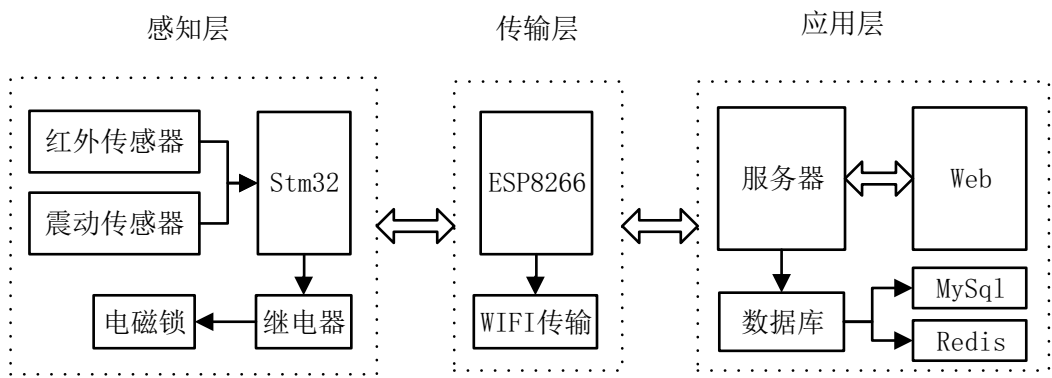 感知层
传输层
应用层
红外传感器
震动传感器
Stm32
电磁锁
继电器
ESP8266
WIFI传输
服务器
Web
数据库
MySql
Redis